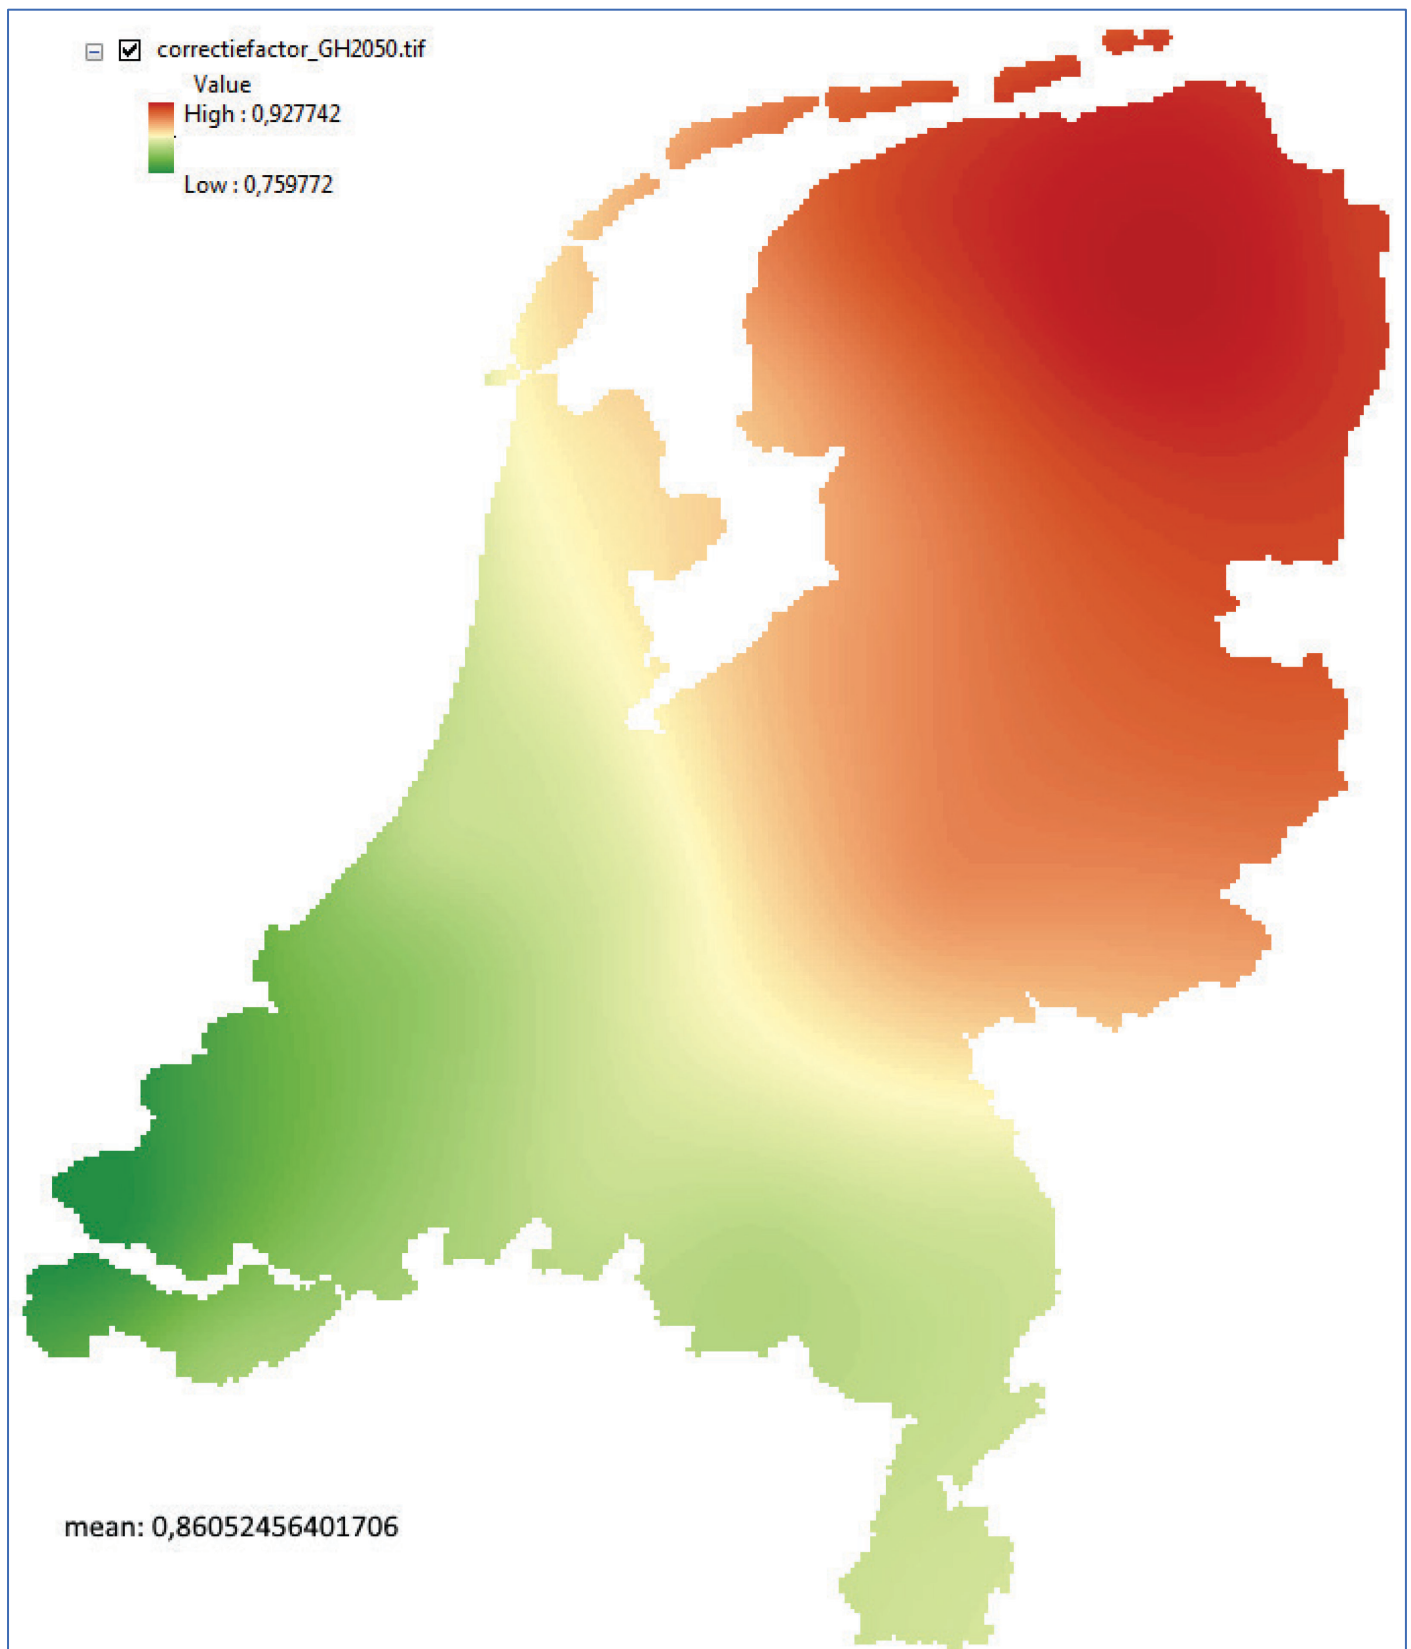 correctiefactor_GH2050.tif
Value
High : 0,927742
Low : 0,759772
mean: 0,86052456401706